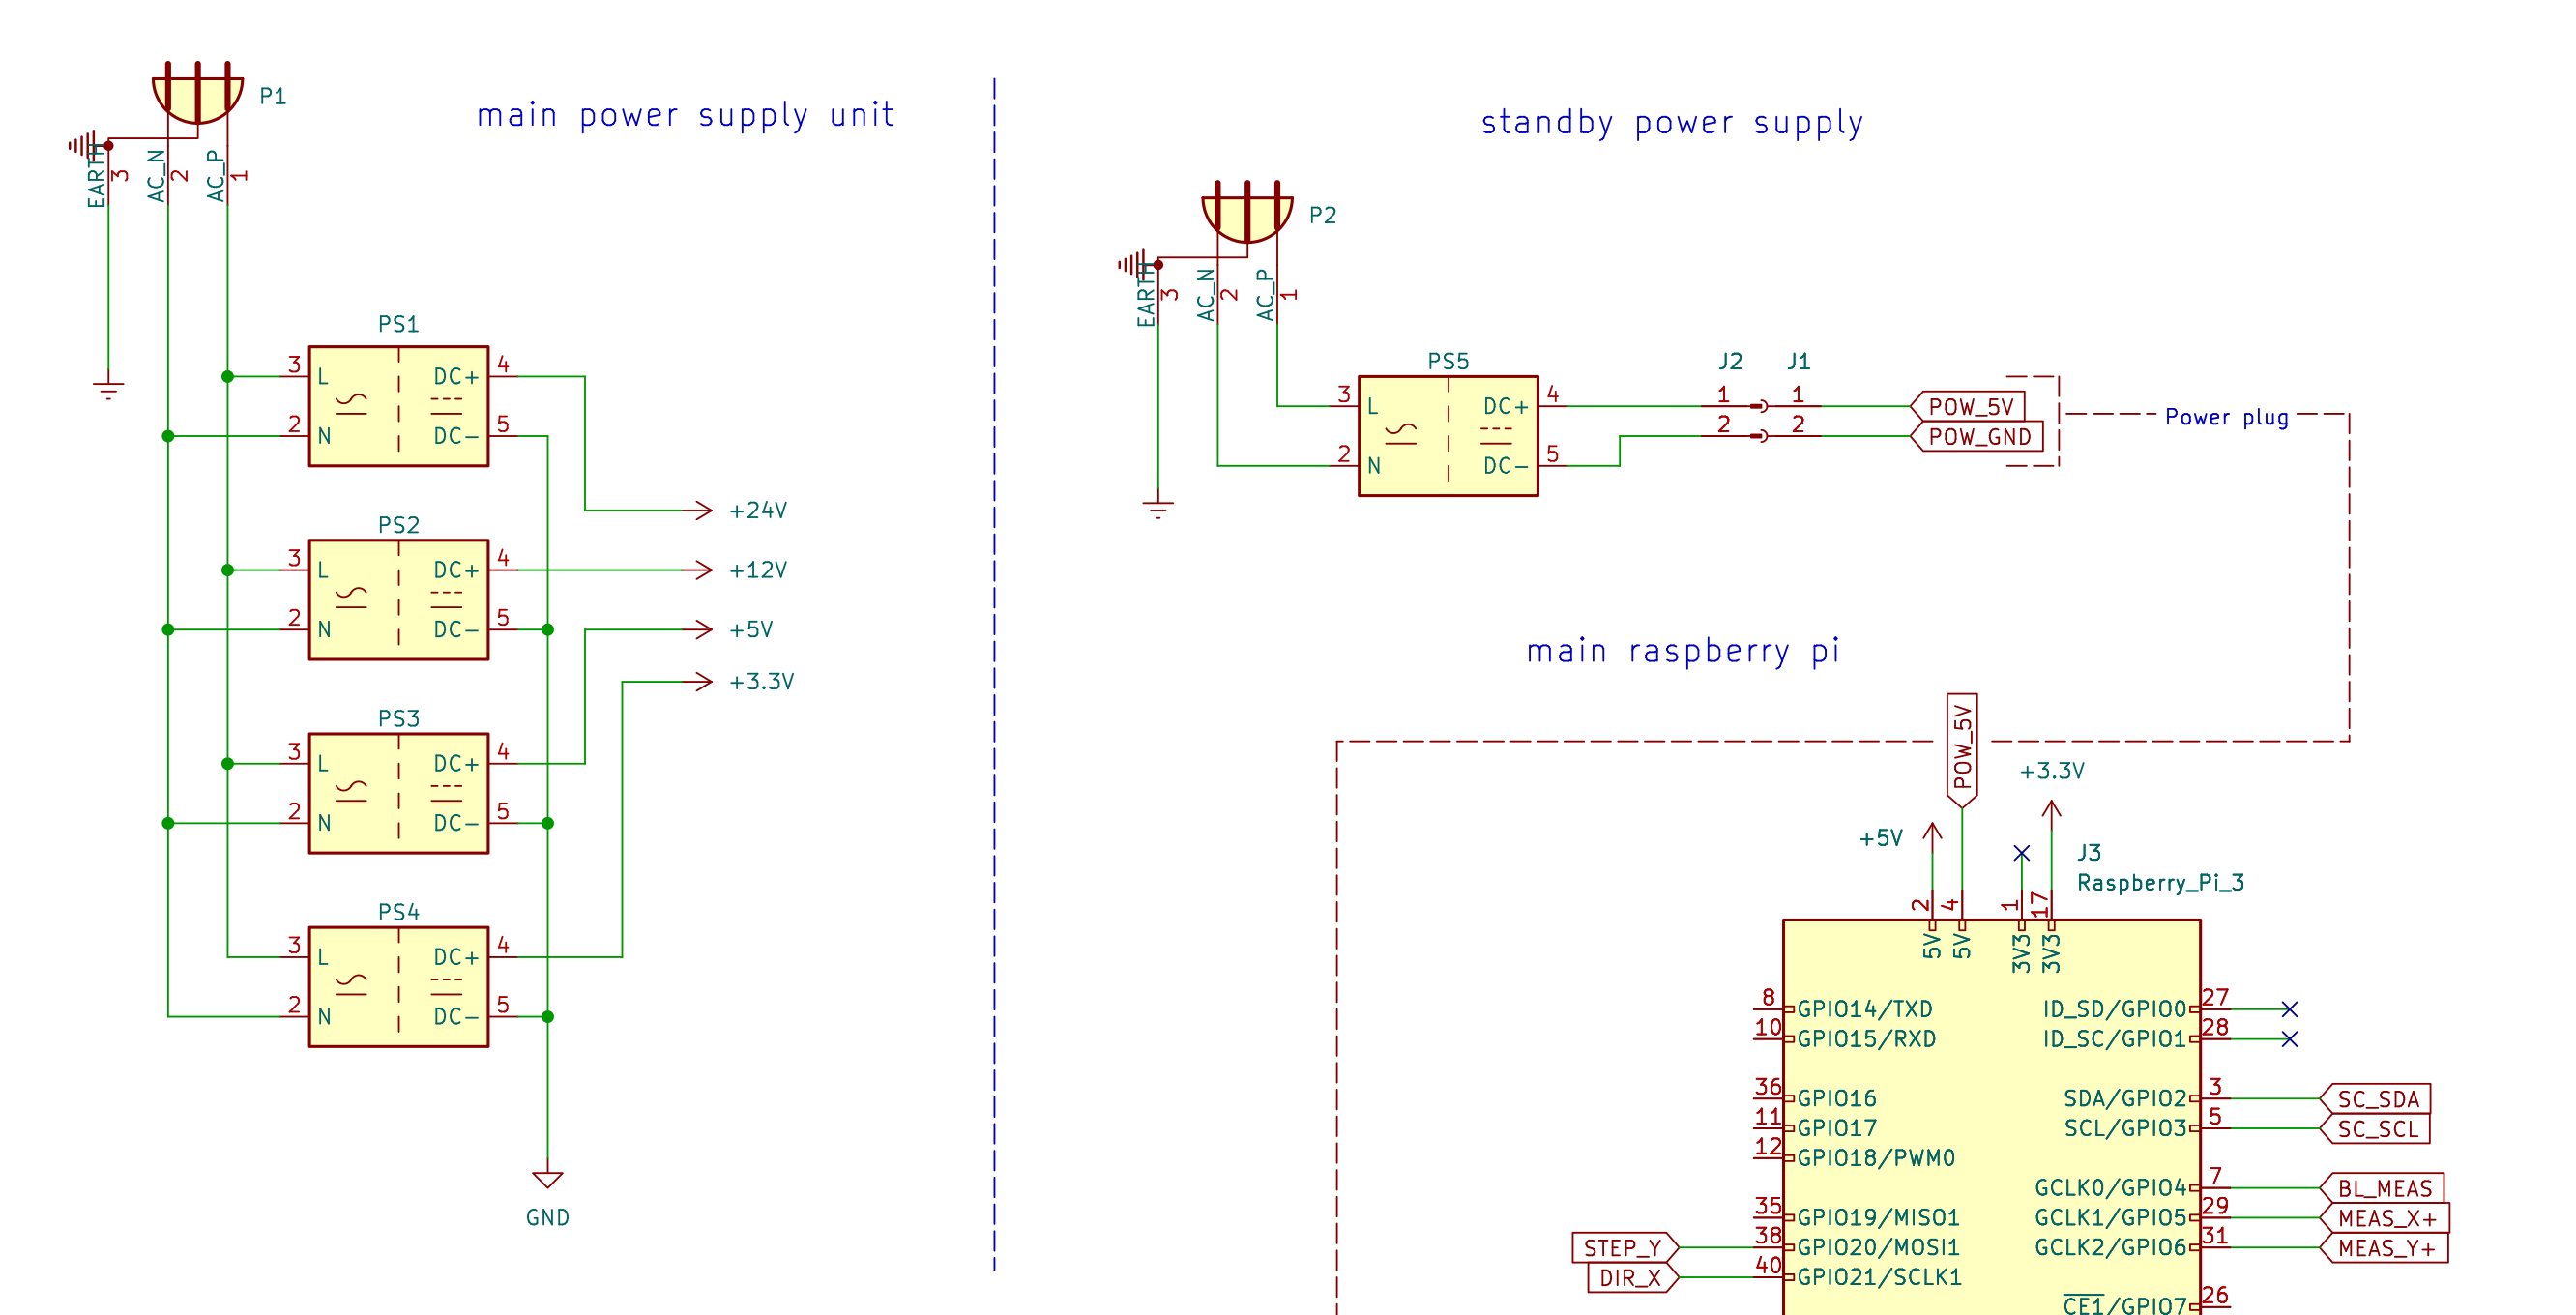 P1
main power supply unit
EARTH
3
AC_N
2
AC_P
1
PS1
3
L
DC+
4
2
N
DC-
5
+24V
PS2
3
L
DC+
4
+12V
2
N
DC-
5
+5V
+3.3V
PS3
3
L
DC+
4
2
N
DC-
5
PS4
3
L
DC+
4
2
N
DC-
5
GND
standby power supply
P2
EARTH
3
AC_N
2
AC_P
1
PS5
3
L
DC+
4
2
N
DC-
5
J2
J1
1
1
POW_5V
2
2
POW_GND
Power plug
main raspberry pi
POW_5V
+3.3V
+5V
J3
Raspberry_Pi_3
2
4
1
17
5V
5V
3V3
3V3
8
GPIO14/TXD
10
GPIO15/RXD
36
GPIO16
11
GPIO17
12
GPIO18/PWM0
35
GPIO19/MISO1
STEP_Y
38
GPIO20/MOSI1
DIR_X
40
GPIO21/SCLK1
ID_SD/GPIO0
27
ID_SC/GPIO1
28
SDA/GPIO2
3
SC_SDA
SCL/GPIO3
5
SC_SCL
GCLK0/GPIO4
7
BL_MEAS
GCLK1/GPIO5
29
MEAS_X+
GCLK2/GPIO6
31
MEAS_Y+
CE1/GPIO7
26